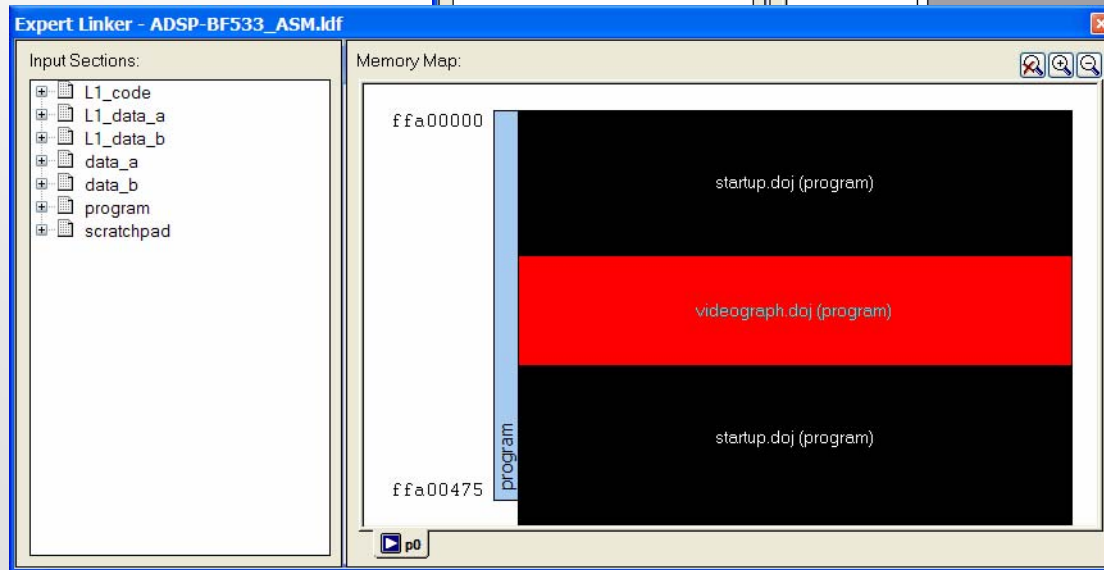 Expert Linker - ADSP-BF533_ASM.ldf
Input Sections:
L1_code
L1_data_a
L1_data_b
data_a
data_b
program
scratchpad
Memory Map:
ffa00000
startup.doj (program)
videograph.doj (program)
startup.doj (program)
program
ffa00475
p0